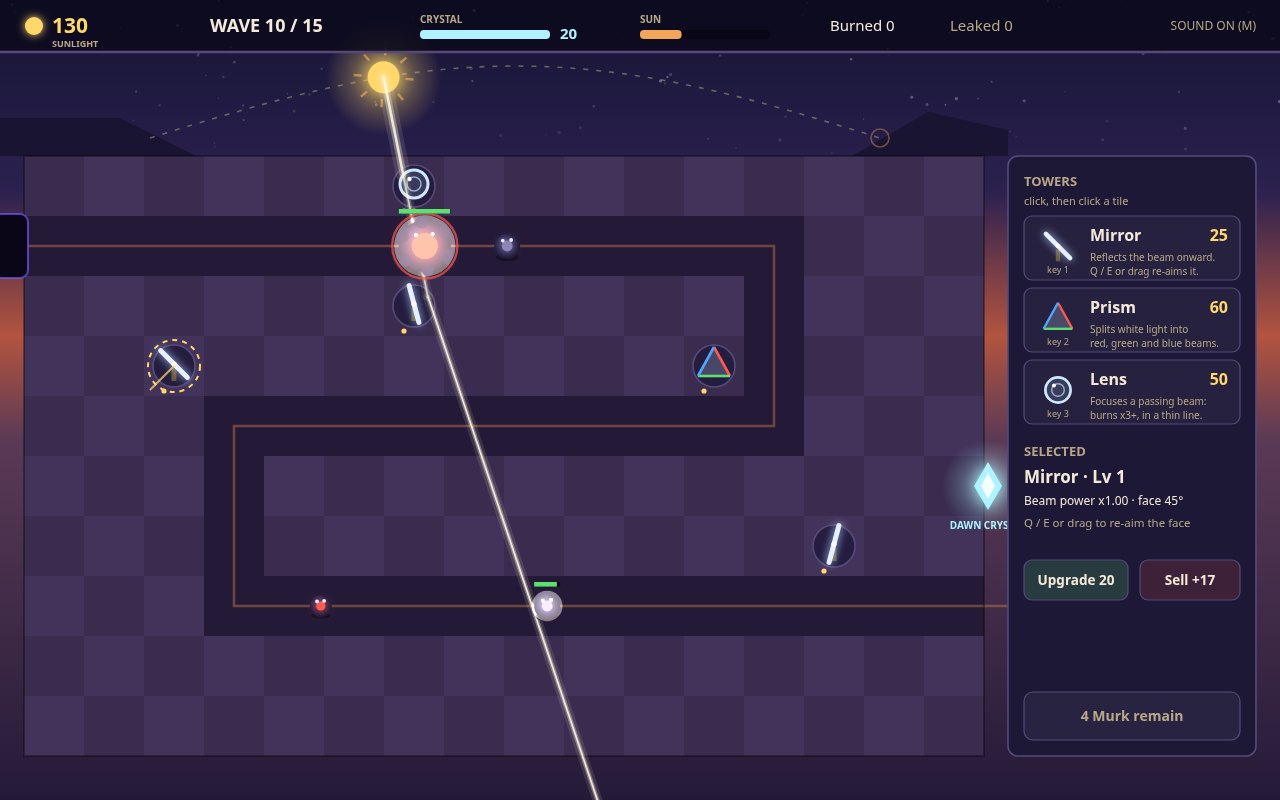 130
SUNLIGHT
WAVE 10 / 15
CRYSTAL
20
SUN
Burned 0
Leaked 0
SOUND ON (M)
TOWERS
click, then click a tile
Mirror 25
Reflects the beam onward.
key 1
Q / E or drag re-aims it.
Prism 60
Splits white light into
key 2
red, green and blue beams.
Lens 50
Focuses a passing beam:
key 3
burns x3+, in a thin line.
SELECTED
Mirror · Lv 1
Beam power x1.00 · face 45°
Q / E or drag to re-aim the face
DAWN CRYS
Upgrade 20
Sell +17
4 Murk remain